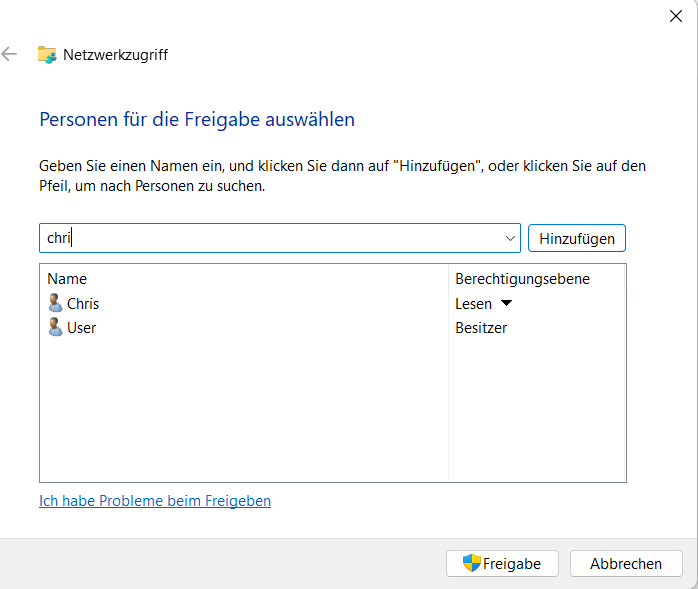 Netzwerkzugriff
Personen für die Freigabe auswählen
Geben Sie einen Namen ein, und klicken Sie dann auf "Hinzufügen", oder klicken Sie auf den
Pfeil, um nach Personen zu suchen.
chri
Hinzufügen
Name Berechtigungsebene
Chris Lesen
User Besitzer
Ich habe Probleme beim Freigeben
Freigabe Abbrechen